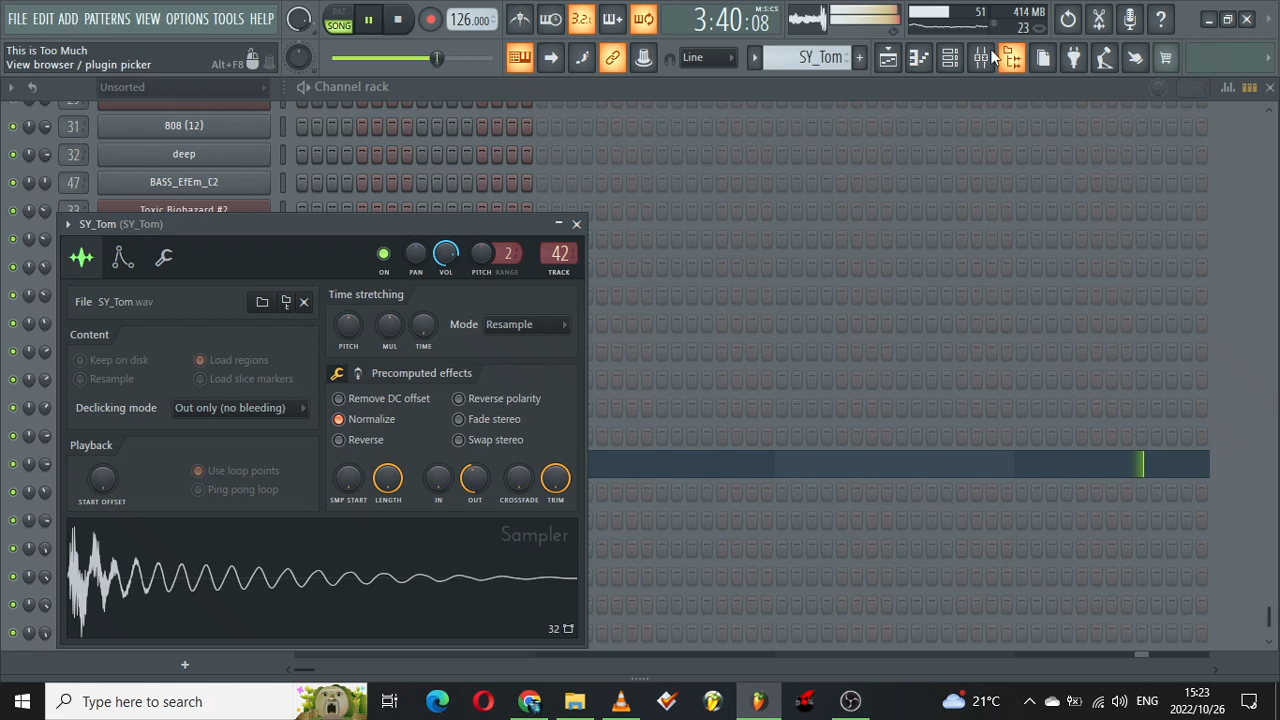 FILE EDIT ADD PATTERNS VIEW OPTIONS TOOLS HELP
PAT
SONG
126.000
3.2
3:40:08
M:S:CS
51
414 MB
23
This is Too Much
View browser / plugin picker
Alt+F8
Line
SY_Tom
Unsorted
Channel rack
31
808 (12)
32
deep
47
BASS_EfEm_C2
33
Toxic Biohazard #2
SY_Tom (SY_Tom)
ON
PAN
VOL
PITCH
2
RANGE
42
TRACK
File SY_Tom.wav
Time stretching
PITCH
MUL
TIME
Mode Resample
Content
Keep on disk
Load regions
Resample
Load slice markers
Declicking mode
Out only (no bleeding)
Precomputed effects
Remove DC offset
Reverse polarity
Normalize
Fade stereo
Reverse
Swap stereo
Playback
START OFFSET
Use loop points
Ping pong loop
SMP START
LENGTH
IN
OUT
CROSSFADE
TRIM
Sampler
32
Type here to search
21°C
ENG
15:23
2022/10/26